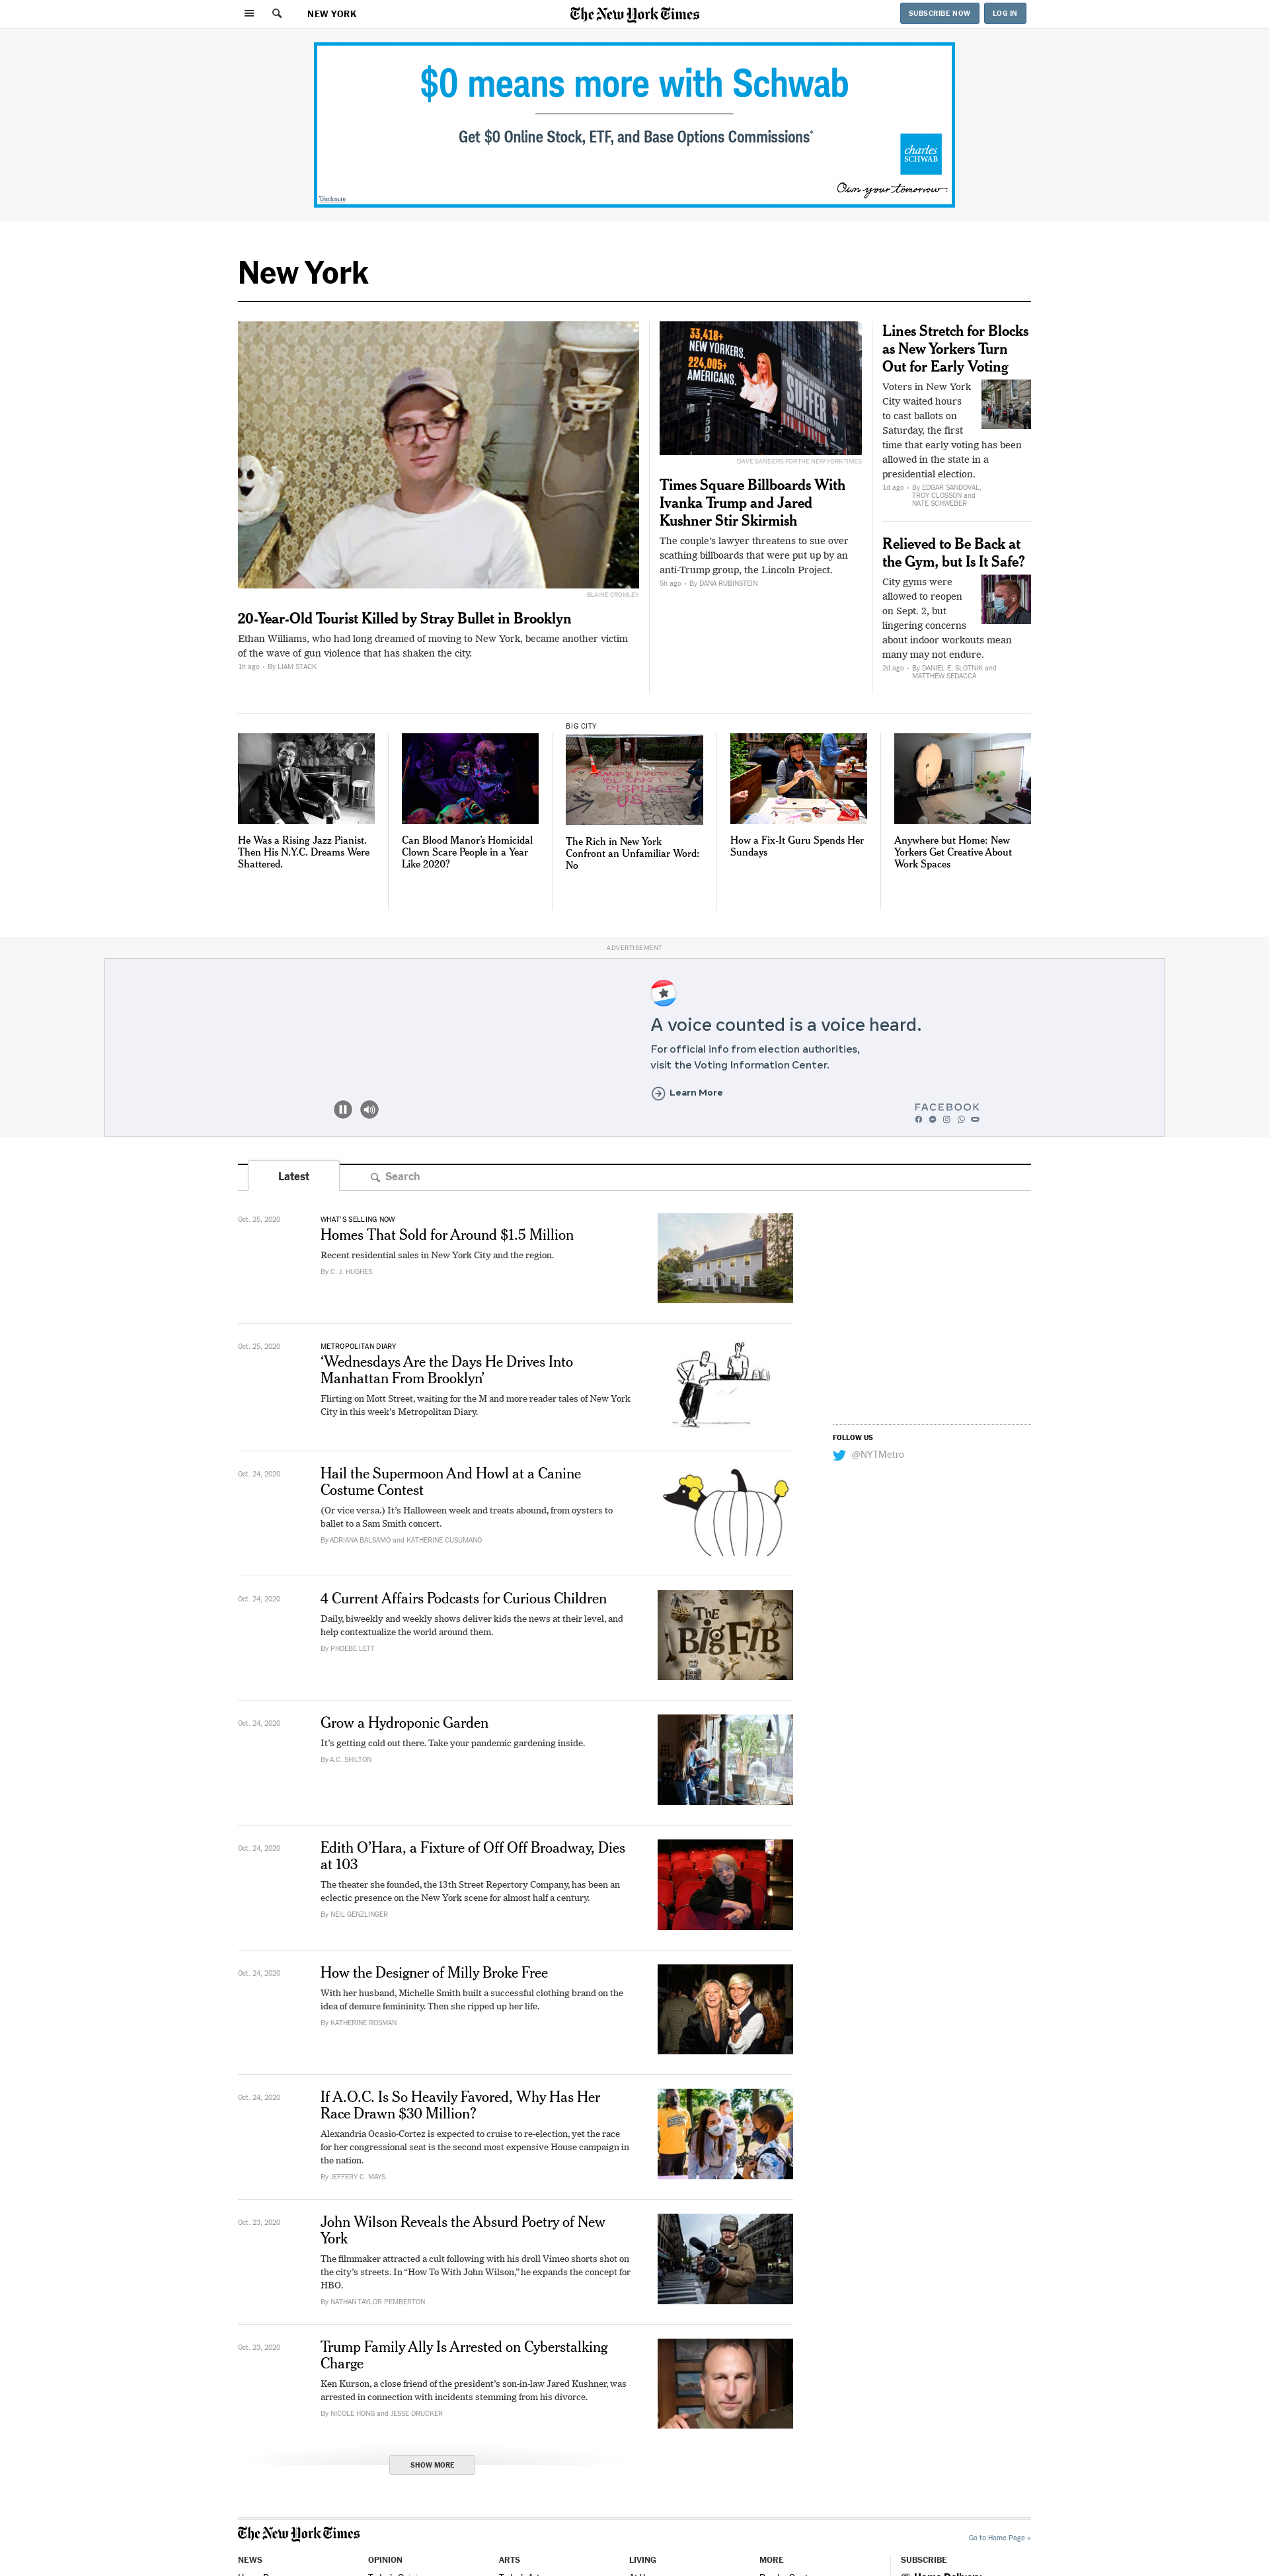 NEW YORK
The New York Times
SUBSCRIBE NOW
LOG IN
$0 means more with Schwab
Get $0 Online Stock, ETF, and Base Options Commissions*
charles
SCHWAB
Own your tomorrow
*Disclosure
New York
BLAINE CROMLEY
20-Year-Old Tourist Killed by Stray Bullet in Brooklyn
Ethan Williams, who had long dreamed of moving to New York, became another victim
of the wave of gun violence that has shaken the city.
1h ago • By LIAM STACK
33,418+
NEW YORKERS.
224,005+
AMERICANS.
SUFFER
1500
DAVE SANDERS FOR THE NEW YORK TIMES
Times Square Billboards With
Ivanka Trump and Jared
Kushner Stir Skirmish
The couple’s lawyer threatens to sue over
scathing billboards that were put up by an
anti-Trump group, the Lincoln Project.
5h ago • By DANA RUBINSTEIN
Lines Stretch for Blocks
as New Yorkers Turn
Out for Early Voting
Voters in New York
City waited hours
to cast ballots on
Saturday, the first
time that early voting has been
allowed in the state in a
presidential election.
1d ago • By EDGAR SANDOVAL,
TROY CLOSSON and
NATE SCHWEBER
Relieved to Be Back at
the Gym, but Is It Safe?
City gyms were
allowed to reopen
on Sept. 2, but
lingering concerns
about indoor workouts mean
many may not endure.
2d ago • By DANIEL E. SLOTNIK and
MATTHEW SEDACCA
He Was a Rising Jazz Pianist.
Then His N.Y.C. Dreams Were
Shattered.
Can Blood Manor’s Homicidal
Clown Scare People in a Year
Like 2020?
BIG CITY
The Rich in New York
Confront an Unfamiliar Word:
No
How a Fix-It Guru Spends Her
Sundays
Anywhere but Home: New
Yorkers Get Creative About
Work Spaces
ADVERTISEMENT
A voice counted is a voice heard.
For official info from election authorities,
visit the Voting Information Center.
Learn More
FACEBOOK
Latest
Search
Oct. 25, 2020
WHAT’S SELLING NOW
Homes That Sold for Around $1.5 Million
Recent residential sales in New York City and the region.
By C. J. HUGHES
Oct. 25, 2020
METROPOLITAN DIARY
‘Wednesdays Are the Days He Drives Into
Manhattan From Brooklyn’
Flirting on Mott Street, waiting for the M and more reader tales of New York
City in this week’s Metropolitan Diary.
FOLLOW US
@NYTMetro
Oct. 24, 2020
Hail the Supermoon And Howl at a Canine
Costume Contest
(Or vice versa.) It’s Halloween week and treats abound, from oysters to
ballet to a Sam Smith concert.
By ADRIANA BALSAMO and KATHERINE CUSUMANO
Oct. 24, 2020
4 Current Affairs Podcasts for Curious Children
Daily, biweekly and weekly shows deliver kids the news at their level, and
help contextualize the world around them.
By PHOEBE LETT
THE
BIG FIB
Oct. 24, 2020
Grow a Hydroponic Garden
It’s getting cold out there. Take your pandemic gardening inside.
By A.C. SHILTON
Oct. 24, 2020
Edith O’Hara, a Fixture of Off Off Broadway, Dies
at 103
The theater she founded, the 13th Street Repertory Company, has been an
eclectic presence on the New York scene for almost half a century.
By NEIL GENZLINGER
Oct. 24, 2020
How the Designer of Milly Broke Free
With her husband, Michelle Smith built a successful clothing brand on the
idea of demure femininity. Then she ripped up her life.
By KATHERINE ROSMAN
Oct. 24, 2020
If A.O.C. Is So Heavily Favored, Why Has Her
Race Drawn $30 Million?
Alexandria Ocasio-Cortez is expected to cruise to re-election, yet the race
for her congressional seat is the second most expensive House campaign in
the nation.
By JEFFERY C. MAYS
Oct. 23, 2020
John Wilson Reveals the Absurd Poetry of New
York
The filmmaker attracted a cult following with his droll Vimeo shorts shot on
the city’s streets. In “How To With John Wilson,” he expands the concept for
HBO.
By NATHAN TAYLOR PEMBERTON
Oct. 23, 2020
Trump Family Ally Is Arrested on Cyberstalking
Charge
Ken Kurson, a close friend of the president’s son-in-law Jared Kushner, was
arrested in connection with incidents stemming from his divorce.
By NICOLE HONG and JESSE DRUCKER
SHOW MORE
The New York Times
Go to Home Page »
NEWS
OPINION
ARTS
LIVING
MORE
SUBSCRIBE